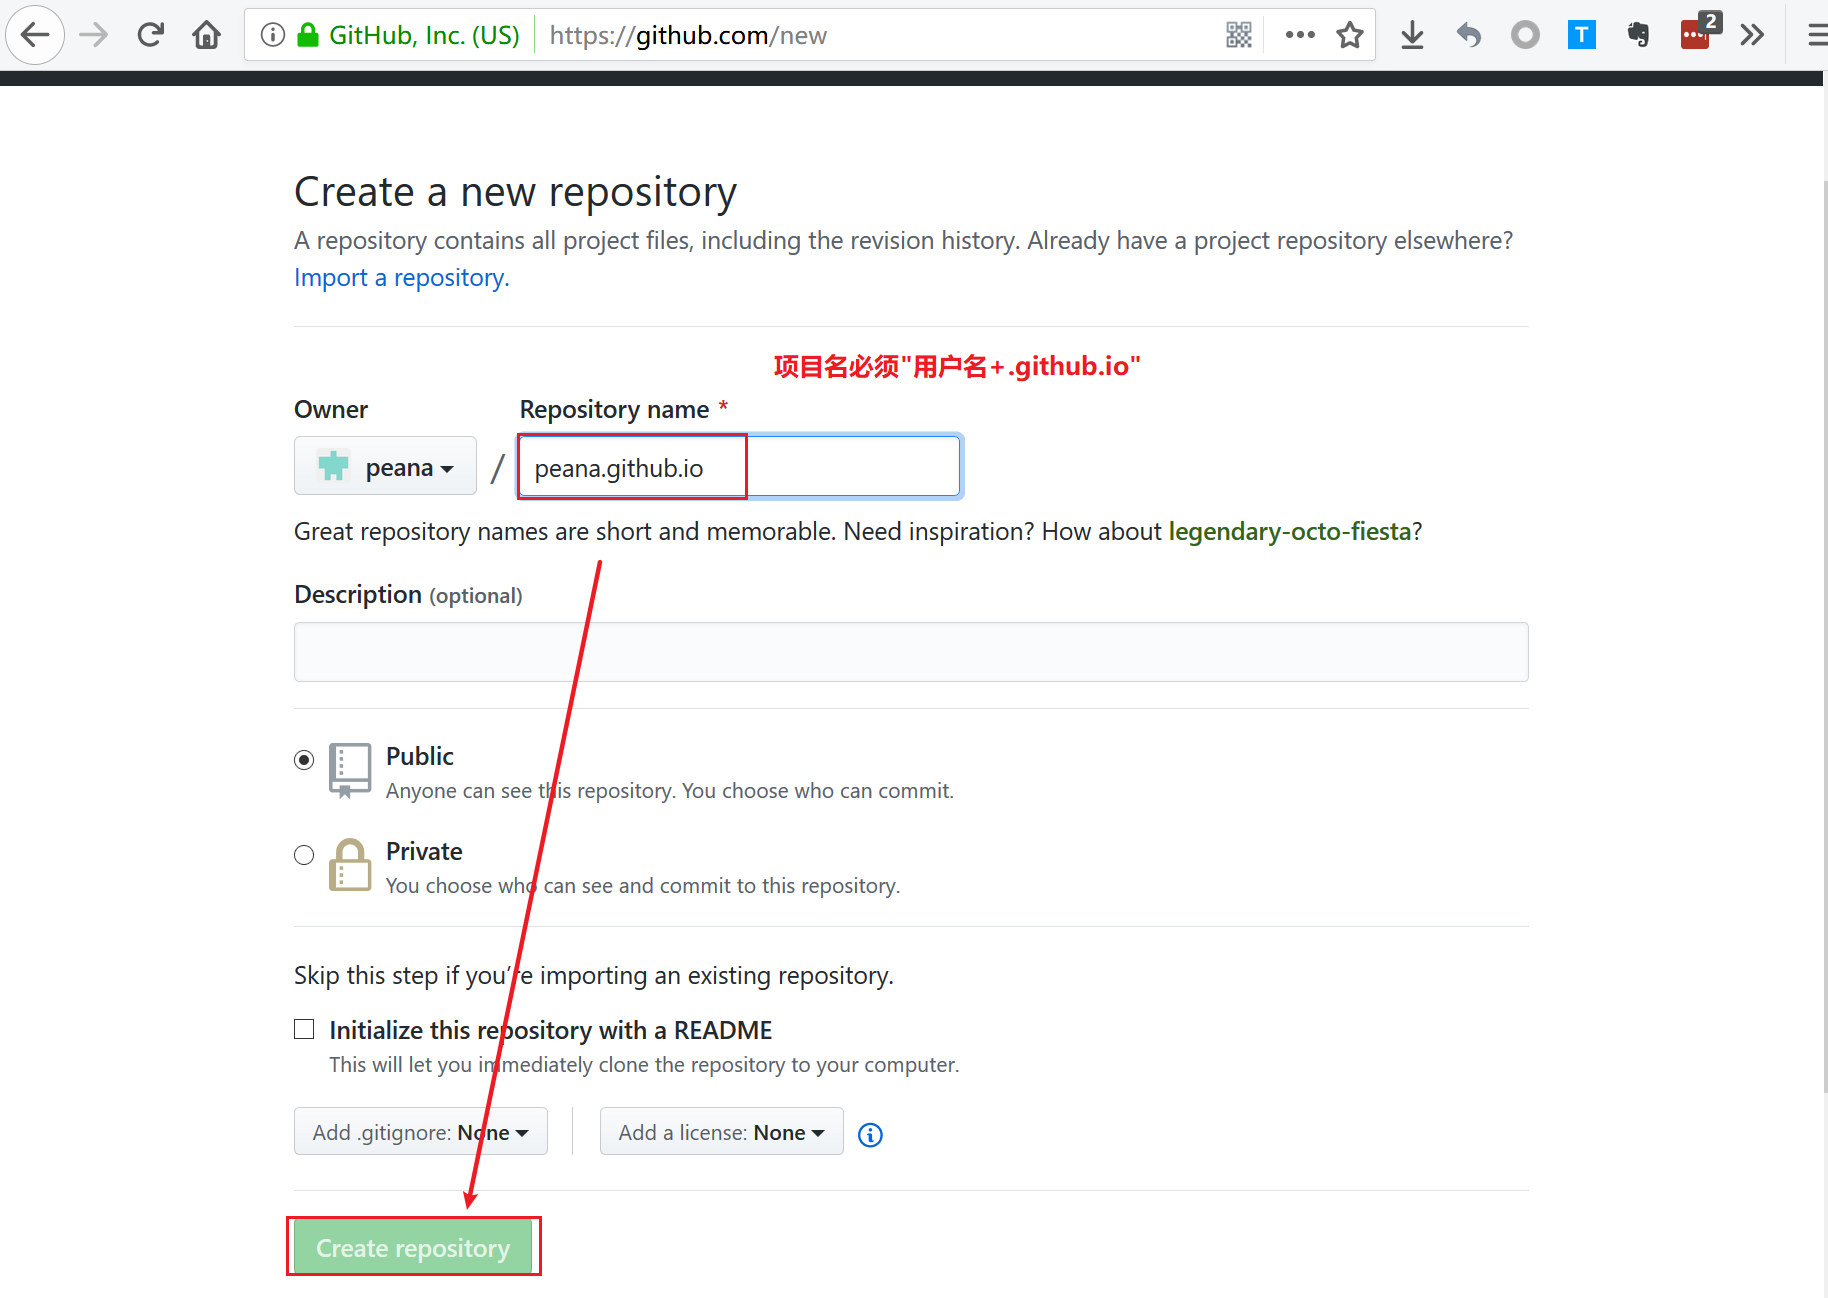 GitHub, Inc. (US) https://github.com/new
T
2
Create a new repository
A repository contains all project files, including the revision history. Already have a project repository elsewhere?
Import a repository.
项目名必须"用户名+.github.io"
Owner Repository name *
peana / peana.github.io
Great repository names are short and memorable. Need inspiration? How about legendary-octo-fiesta?
Description (optional)
Public
Anyone can see this repository. You choose who can commit.
Private
You choose who can see and commit to this repository.
Skip this step if you’re importing an existing repository.
Initialize this repository with a README
This will let you immediately clone the repository to your computer.
Add .gitignore: None Add a license: None
Create repository